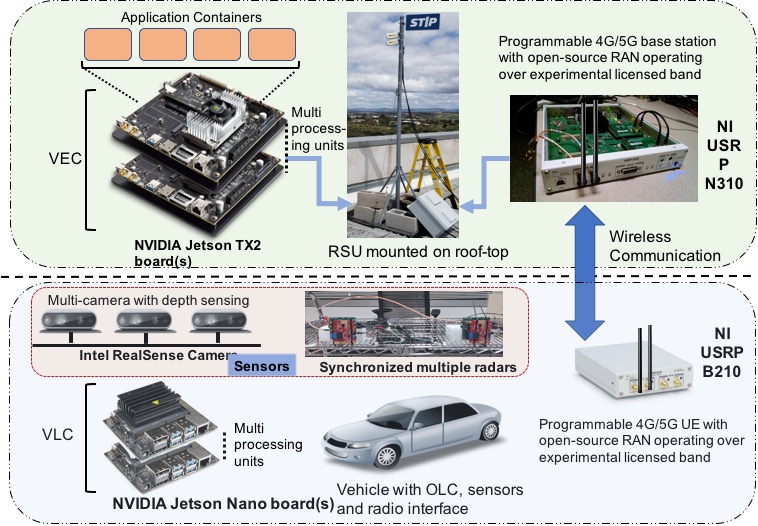 Application Containers
STIP
Programmable 4G/5G base station
with open-source RAN operating
over experimental licensed band
VEC
Multi
process-
ing units
NI
USR
P
N310
NVIDIA Jetson TX2
board(s)
RSU mounted on roof-top
Wireless
Communication
Multi-camera with depth sensing
Intel RealSense Camera
Sensors
Synchronized multiple radars
NI
USRP
B210
VLC
Multi
processing
units
Programmable 4G/5G UE with
open-source RAN operating over
experimental licensed band
NVIDIA Jetson Nano board(s)
Vehicle with OLC, sensors
and radio interface